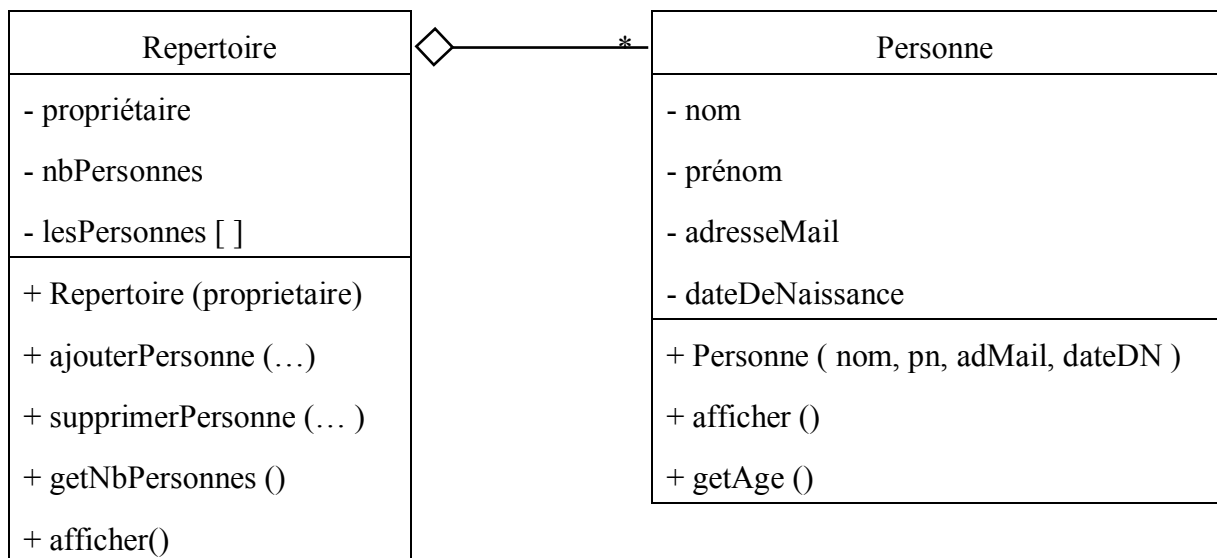 Repertoire
- propriétaire
- nbPersonnes
- lesPersonnes [ ]
+ Repertoire (proprietaire)
+ ajouterPersonne (…)
+ supprimerPersonne (… )
+ getNbPersonnes ()
+ afficher()
*
Personne
- nom
- prénom
- adresseMail
- dateDeNaissance
+ Personne ( nom, pn, adMail, dateDN )
+ afficher ()
+ getAge ()